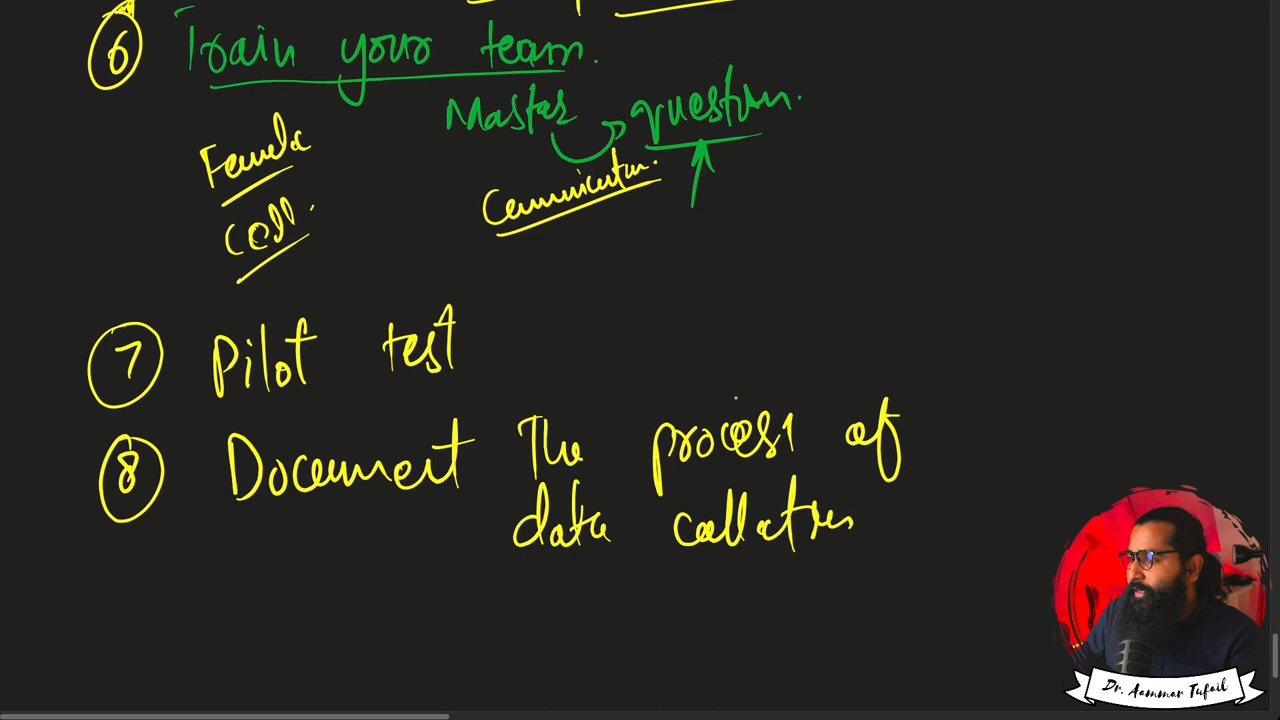 6 Train your team.
Master question.
Female
Communication.
Coll.
7 Pilot test
8 Document The process of
data collection
Dr. Aammar Tufail